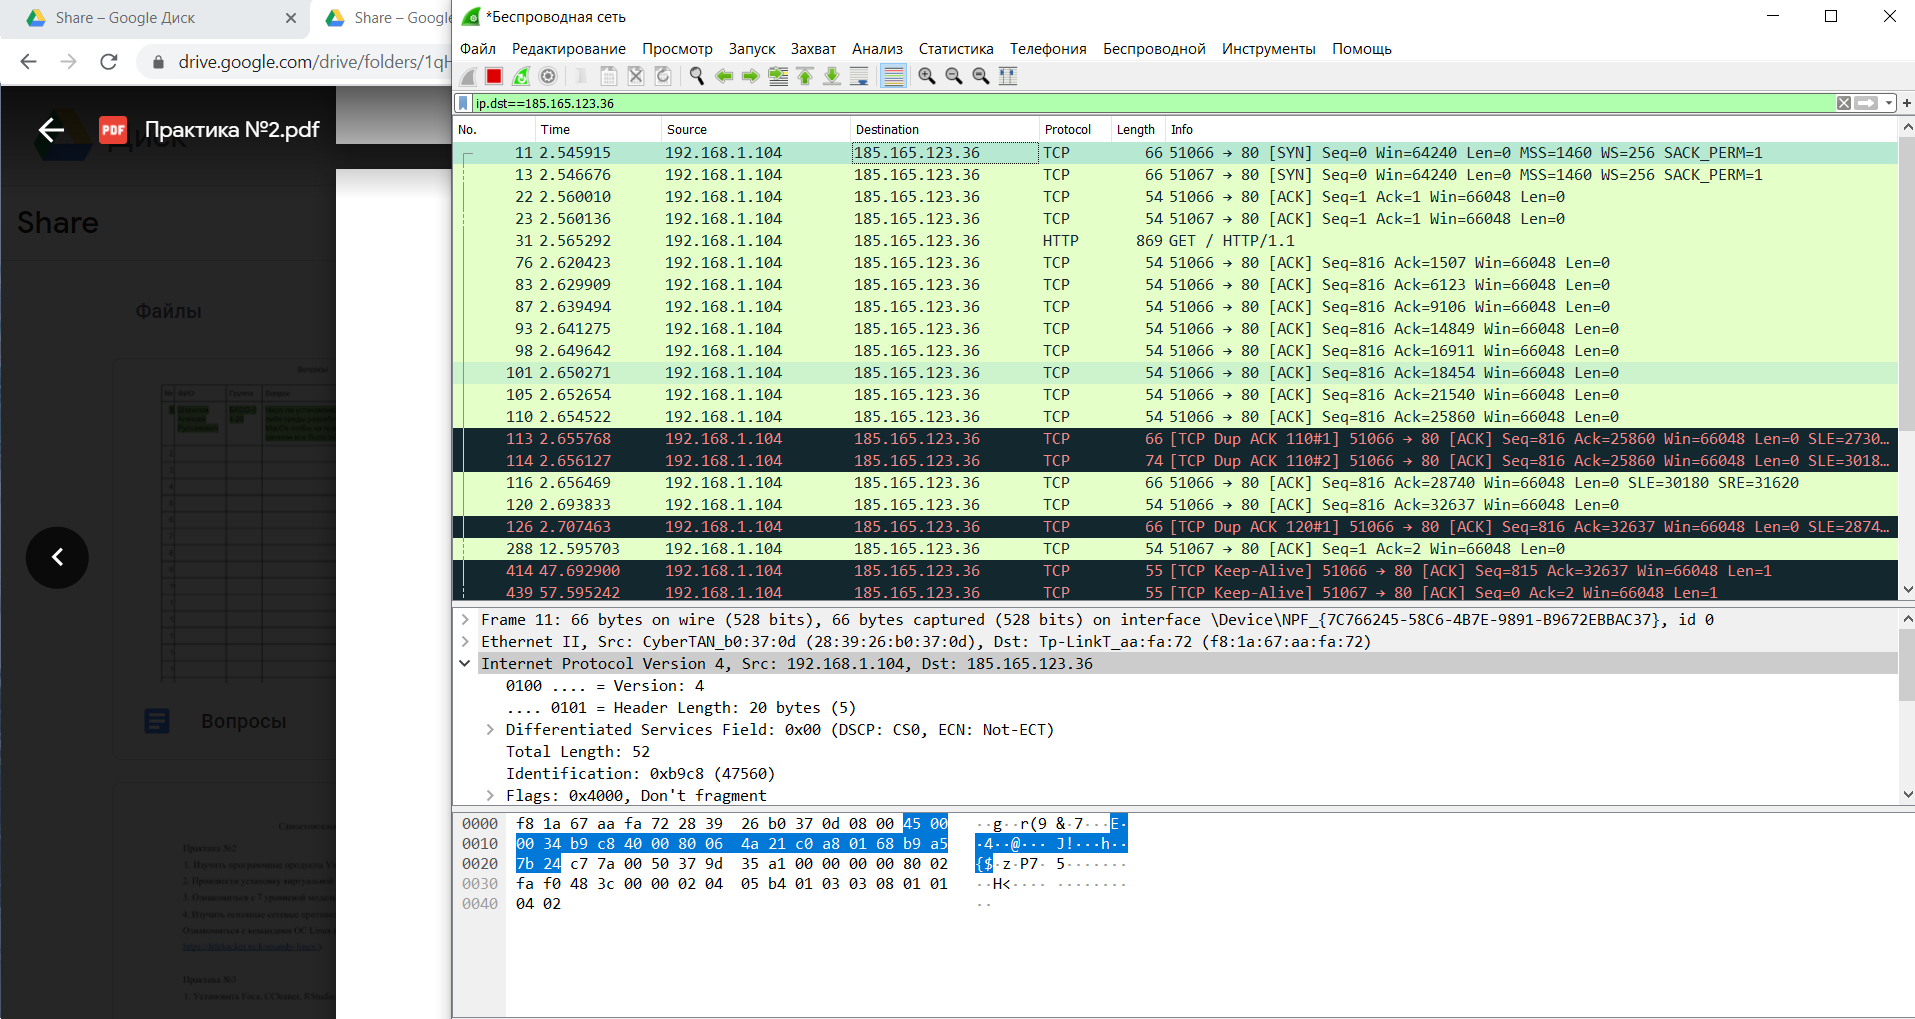 Share – Google Диск
Share – Google
*Беспроводная сеть
Файл Редактирование Просмотр Запуск Захват Анализ Статистика Телефония Беспроводной Инструменты Помощь
drive.google.com/drive/folders/1qH
ip.dst==185.165.123.36
PDF Практика №2.pdf
Диск
Share
Файлы
Вопросы
No. Time Source Destination Protocol Length Info
11 2.545915 192.168.1.104 185.165.123.36 TCP 66 51066 → 80 [SYN] Seq=0 Win=64240 Len=0 MSS=1460 WS=256 SACK_PERM=1
13 2.546676 192.168.1.104 185.165.123.36 TCP 66 51067 → 80 [SYN] Seq=0 Win=64240 Len=0 MSS=1460 WS=256 SACK_PERM=1
22 2.560010 192.168.1.104 185.165.123.36 TCP 54 51066 → 80 [ACK] Seq=1 Ack=1 Win=66048 Len=0
23 2.560136 192.168.1.104 185.165.123.36 TCP 54 51067 → 80 [ACK] Seq=1 Ack=1 Win=66048 Len=0
31 2.565292 192.168.1.104 185.165.123.36 HTTP 869 GET / HTTP/1.1
76 2.620423 192.168.1.104 185.165.123.36 TCP 54 51066 → 80 [ACK] Seq=816 Ack=1507 Win=66048 Len=0
83 2.629909 192.168.1.104 185.165.123.36 TCP 54 51066 → 80 [ACK] Seq=816 Ack=6123 Win=66048 Len=0
87 2.639494 192.168.1.104 185.165.123.36 TCP 54 51066 → 80 [ACK] Seq=816 Ack=9106 Win=66048 Len=0
93 2.641275 192.168.1.104 185.165.123.36 TCP 54 51066 → 80 [ACK] Seq=816 Ack=14849 Win=66048 Len=0
98 2.649642 192.168.1.104 185.165.123.36 TCP 54 51066 → 80 [ACK] Seq=816 Ack=16911 Win=66048 Len=0
101 2.650271 192.168.1.104 185.165.123.36 TCP 54 51066 → 80 [ACK] Seq=816 Ack=18454 Win=66048 Len=0
105 2.652654 192.168.1.104 185.165.123.36 TCP 54 51066 → 80 [ACK] Seq=816 Ack=21540 Win=66048 Len=0
110 2.654522 192.168.1.104 185.165.123.36 TCP 54 51066 → 80 [ACK] Seq=816 Ack=25860 Win=66048 Len=0
113 2.655768 192.168.1.104 185.165.123.36 TCP 66 [TCP Dup ACK 110#1] 51066 → 80 [ACK] Seq=816 Ack=25860 Win=66048 Len=0 SLE=2730…
114 2.656127 192.168.1.104 185.165.123.36 TCP 74 [TCP Dup ACK 110#2] 51066 → 80 [ACK] Seq=816 Ack=25860 Win=66048 Len=0 SLE=3018…
116 2.656469 192.168.1.104 185.165.123.36 TCP 66 51066 → 80 [ACK] Seq=816 Ack=28740 Win=66048 Len=0 SLE=30180 SRE=31620
120 2.693833 192.168.1.104 185.165.123.36 TCP 54 51066 → 80 [ACK] Seq=816 Ack=32637 Win=66048 Len=0
126 2.707463 192.168.1.104 185.165.123.36 TCP 66 [TCP Dup ACK 120#1] 51066 → 80 [ACK] Seq=816 Ack=32637 Win=66048 Len=0 SLE=2874…
288 12.595703 192.168.1.104 185.165.123.36 TCP 54 51067 → 80 [ACK] Seq=1 Ack=2 Win=66048 Len=0
414 47.692900 192.168.1.104 185.165.123.36 TCP 55 [TCP Keep-Alive] 51066 → 80 [ACK] Seq=815 Ack=32637 Win=66048 Len=1
439 57.595242 192.168.1.104 185.165.123.36 TCP 55 [TCP Keep-Alive] 51067 → 80 [ACK] Seq=0 Ack=2 Win=66048 Len=1
Frame 11: 66 bytes on wire (528 bits), 66 bytes captured (528 bits) on interface \Device\NPF_{7C766245-58C6-4B7E-9891-B9672EBBAC37}, id 0
Ethernet II, Src: CyberTAN_b0:37:0d (28:39:26:b0:37:0d), Dst: Tp-LinkT_aa:fa:72 (f8:1a:67:aa:fa:72)
Internet Protocol Version 4, Src: 192.168.1.104, Dst: 185.165.123.36
0100 .... = Version: 4
.... 0101 = Header Length: 20 bytes (5)
Differentiated Services Field: 0x00 (DSCP: CS0, ECN: Not-ECT)
Total Length: 52
Identification: 0xb9c8 (47560)
Flags: 0x4000, Don't fragment
0000 f8 1a 67 aa fa 72 28 39 26 b0 37 0d 08 00 45 00 ··g··r(9 &·7···E·
0010 00 34 b9 c8 40 00 80 06 4a 21 c0 a8 01 68 b9 a5 ·4··@··· J!···h··
0020 7b 24 c7 7a 00 50 37 9d 35 a1 00 00 00 00 80 02 {$·z·P7· 5·······
0030 fa f0 48 3c 00 00 02 04 05 b4 01 03 03 08 01 01 ··H<···· ········
0040 04 02 ··